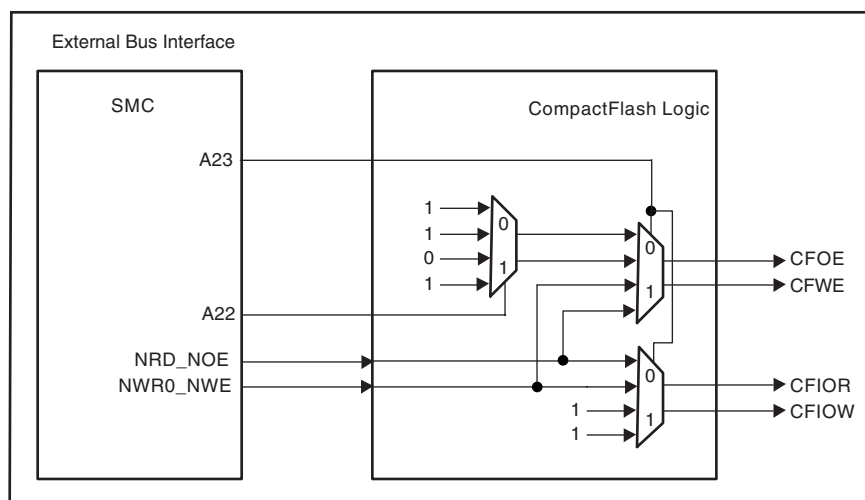 External Bus Interface
SMC
CompactFlash Logic
A23
1
1
0
1
0
1
0
1
CFOE
CFWE
A22
NRD_NOE
NWR0_NWE
0
1
1
1
CFIOR
CFIOW